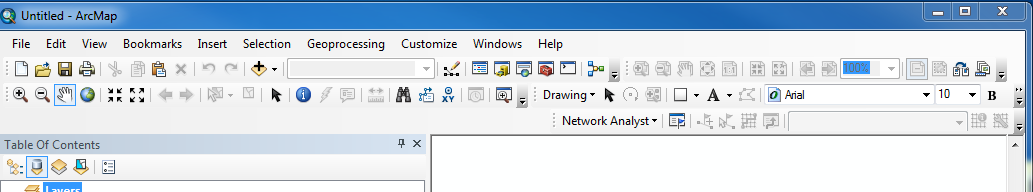 Untitled - ArcMap
File Edit View Bookmarks Insert Selection Geoprocessing Customize Windows Help
100%
Drawing Arial 10 B
Network Analyst
Table Of Contents
Layers